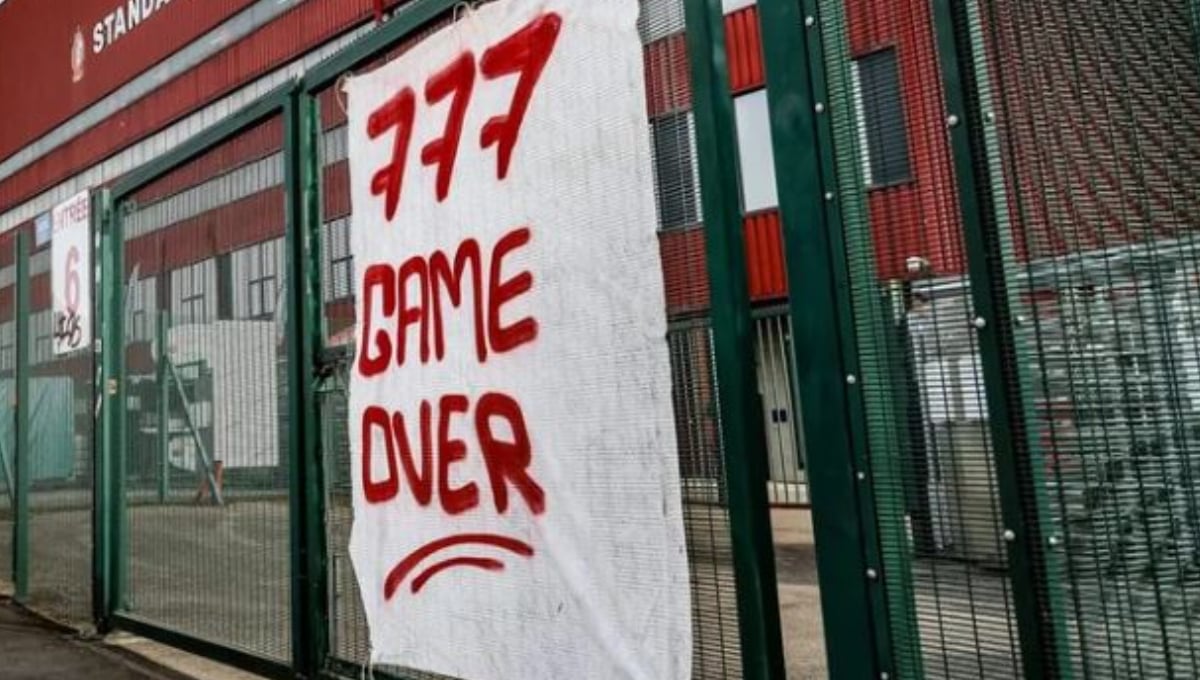 STANDA
ENTRÉE
6
777
GAME
OVER